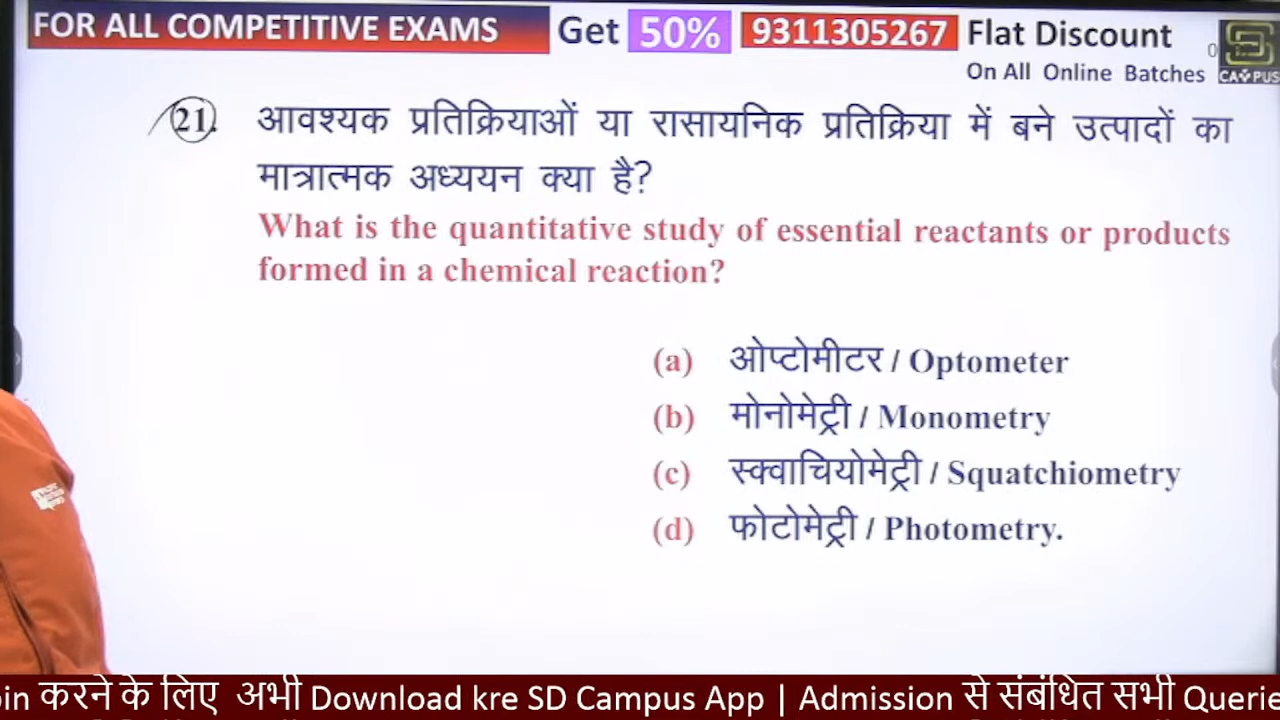 FOR ALL COMPETITIVE EXAMS Get 50% 9311305267 Flat Discount
On All Online Batches
CAMPUS
21. आवश्यक प्रतिक्रियाओं या रासायनिक प्रतिक्रिया में बने उत्पादों का
मात्रात्मक अध्ययन क्या है?
What is the quantitative study of essential reactants or products
formed in a chemical reaction?
(a) ओप्टोमीटर / Optometer
(b) मोनोमेट्री / Monometry
(c) स्क्वाचियोमेट्री / Squatchiometry
(d) फोटोमेट्री / Photometry.
करने के लिए अभी Download kre SD Campus App | Admission से संबंधित सभी